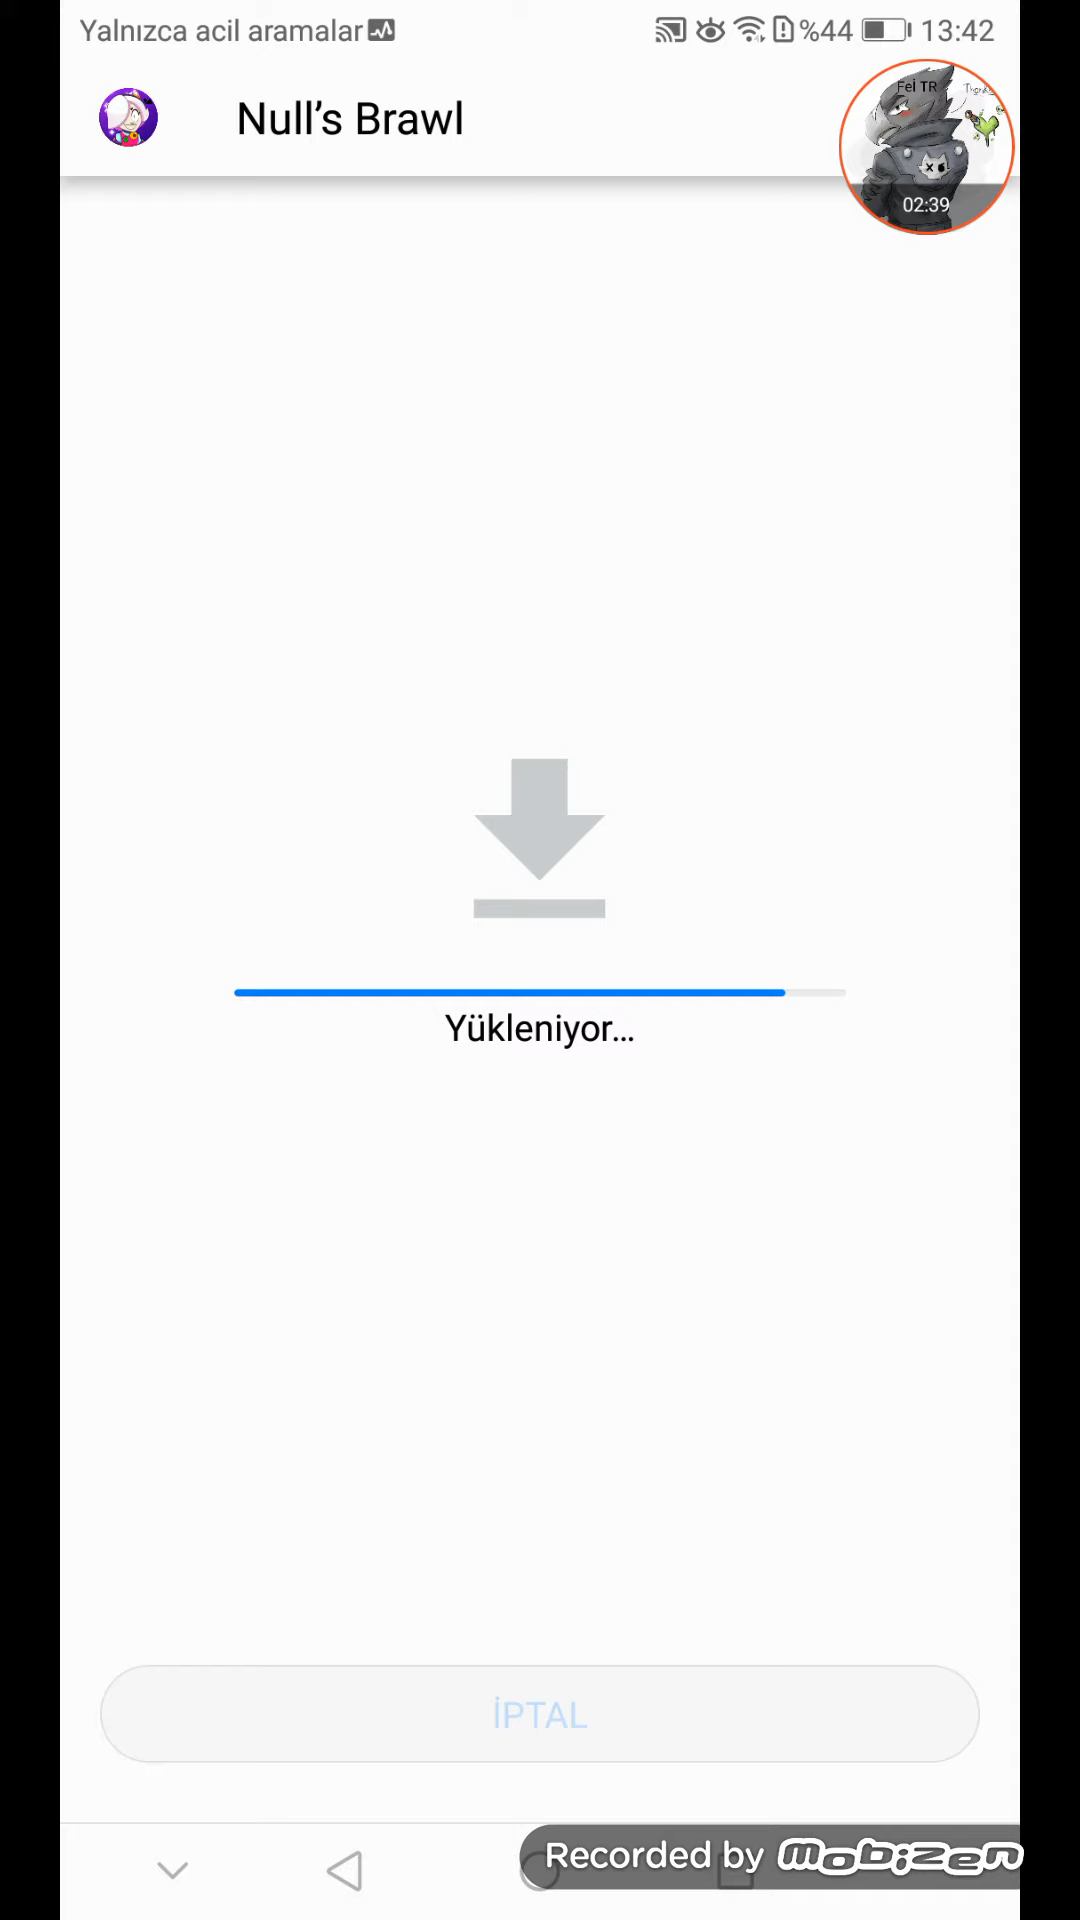 Yalnızca acil aramalar
%44
13:42
Null’s Brawl
Fei TR
02:39
Yükleniyor...
İPTAL
Recorded by mobizen